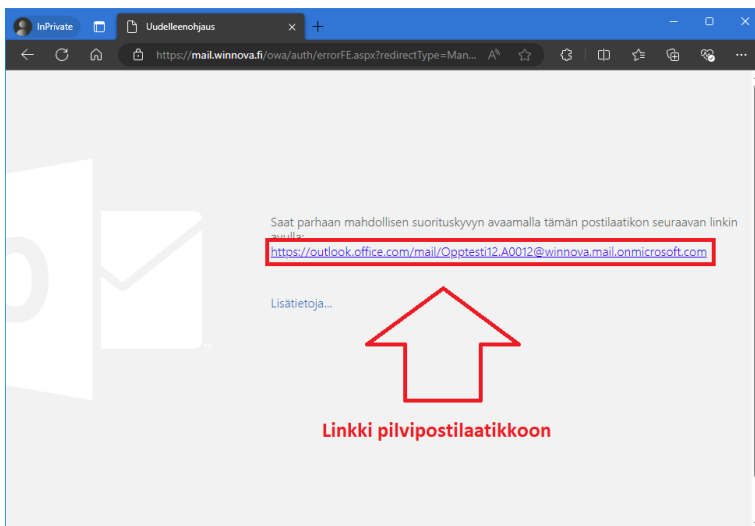 InPrivate
Uudelleenohjaus
https://mail.winnova.fi/owa/auth/errorFE.aspx?redirectType=Man...
Saat parhaan mahdollisen suorituskyvyn avaamalla tämän postilaatikon seuraavan linkin
avulla:
https://outlook.office.com/mail/Opptesti12.A0012@winnova.mail.onmicrosoft.com
Lisätietoja...
Linkki pilvipostilaatikkoon